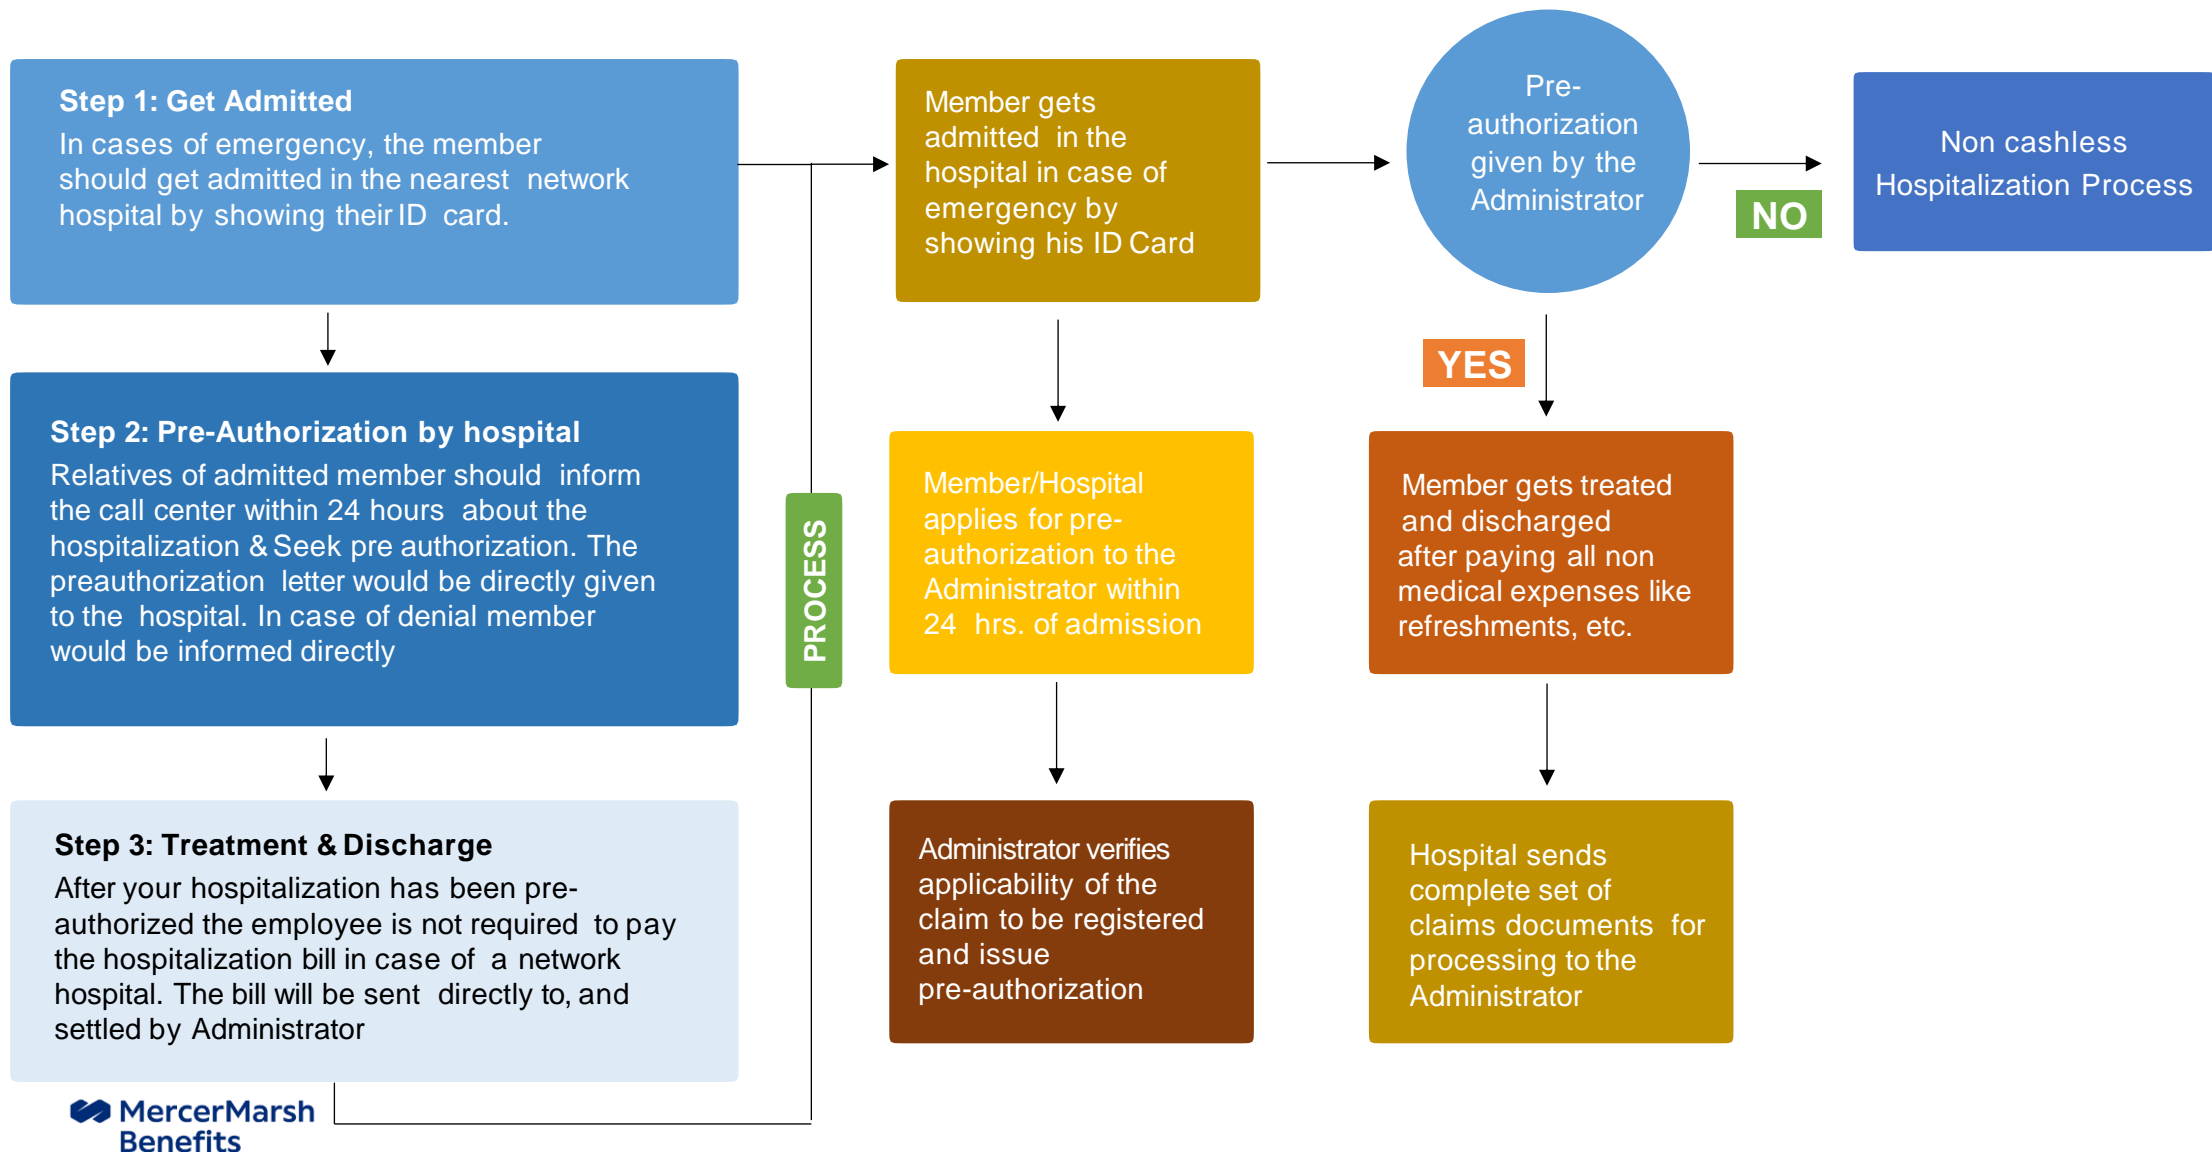 Step 1: Get Admitted
In cases of emergency, the member
should get admitted in the nearest network
hospital by showing their ID card.
Step 2: Pre-Authorization by hospital
Relatives of admitted member should inform
the call center within 24 hours about the
hospitalization & Seek pre authorization. The
preauthorization letter would be directly given
to the hospital. In case of denial member
would be informed directly
Step 3: Treatment & Discharge
After your hospitalization has been pre-
authorized the employee is not required to pay
the hospitalization bill in case of a network
hospital. The bill will be sent directly to, and
settled by Administrator
PROCESS
Member gets
admitted in the
hospital in case of
emergency by
showing his ID Card
Member/Hospital
applies for pre-
authorization to the
Administrator within
24 hrs. of admission
Administrator verifies
applicability of the
claim to be registered
and issue
pre-authorization
Pre-
authorization
given by the
Administrator
NO
Non cashless
Hospitalization Process
YES
Member gets treated
and discharged
after paying all non
medical expenses like
refreshments, etc.
Hospital sends
complete set of
claims documents for
processing to the
Administrator
MercerMarsh
Benefits